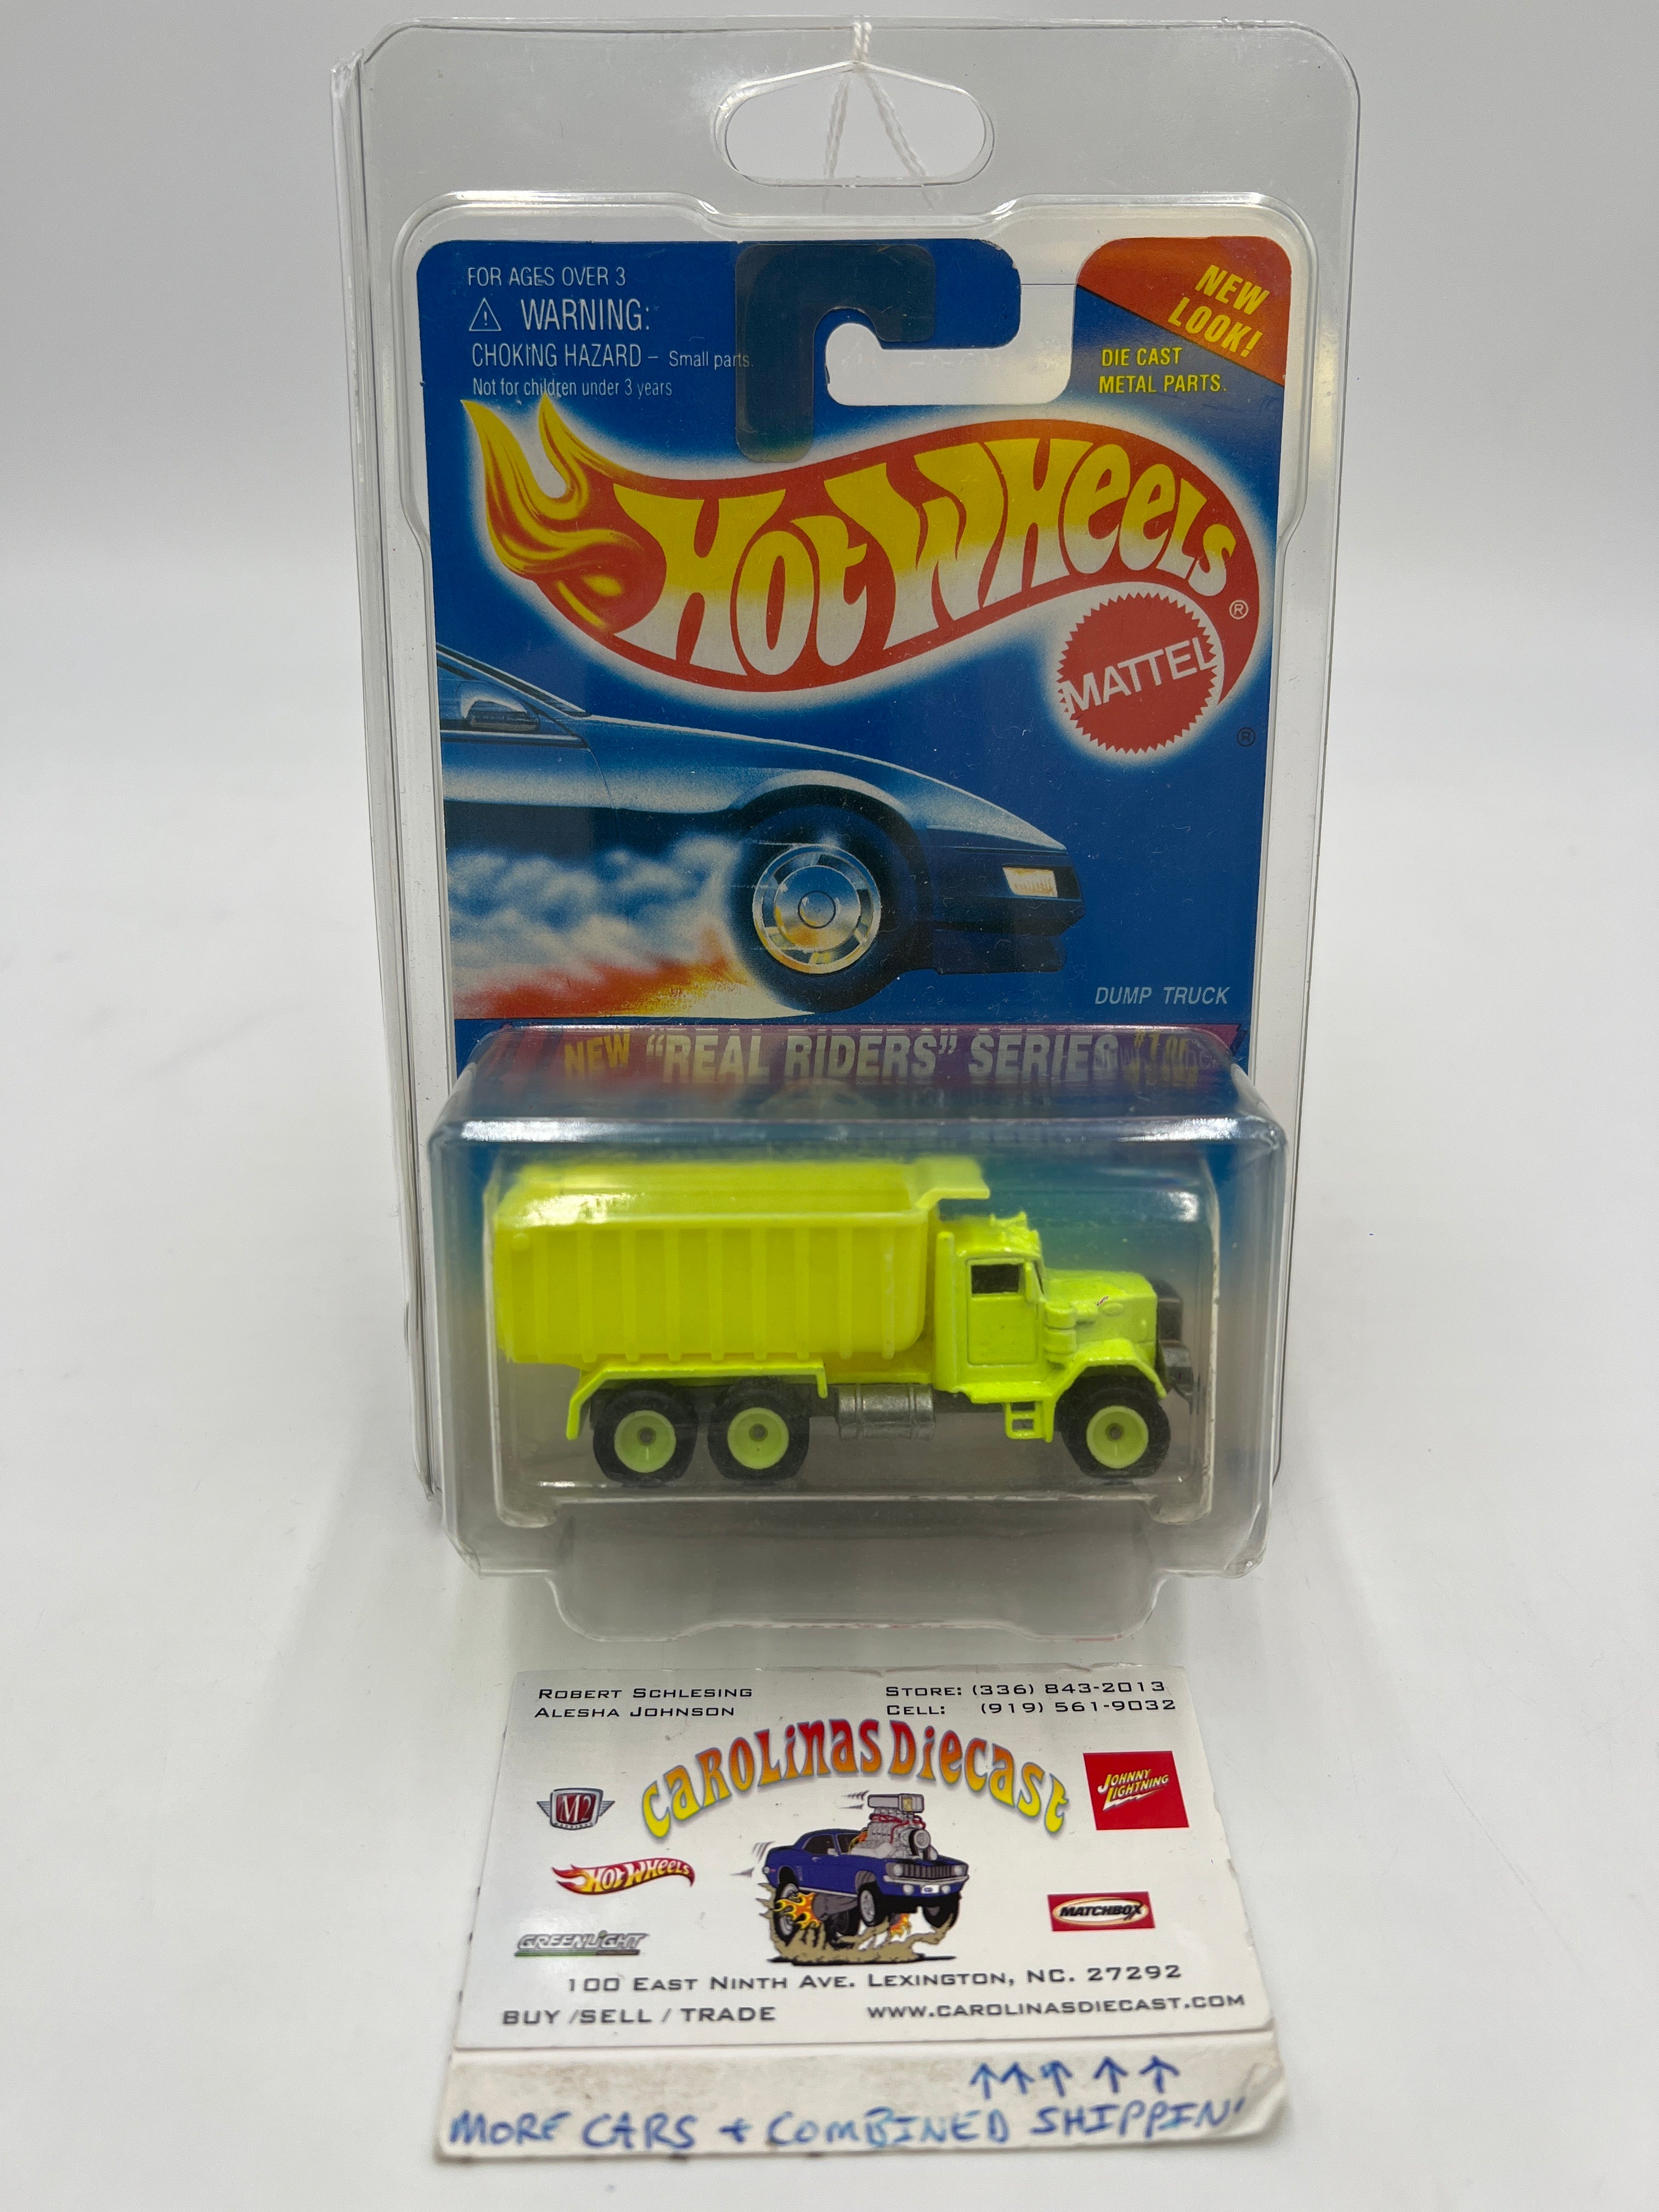 FOR AGES OVER 3
⚠ WARNING:
CHOKING HAZARD – Small parts.
Not for children under 3 years
NEW
LOOK!
DIE CAST
METAL PARTS.
HOT WHEELS®
MATTEL
®
DUMP TRUCK
NEW "REAL RIDERS" SERIES
ROBERT SCHLESING
ALESHA JOHNSON
STORE: (336) 843-2013
CELL: (919) 561-9032
CAROLINAS DIECAST
M2
JOHNNY
LIGHTNING
HOT WHEELS
MATCHBOX
GREENLIGHT
100 EAST NINTH AVE. LEXINGTON, NC. 27292
BUY /SELL / TRADE
WWW.CAROLINASDIECAST.COM
↑↑↑↑↑
MORE CARS + COMBINED SHIPPIN'